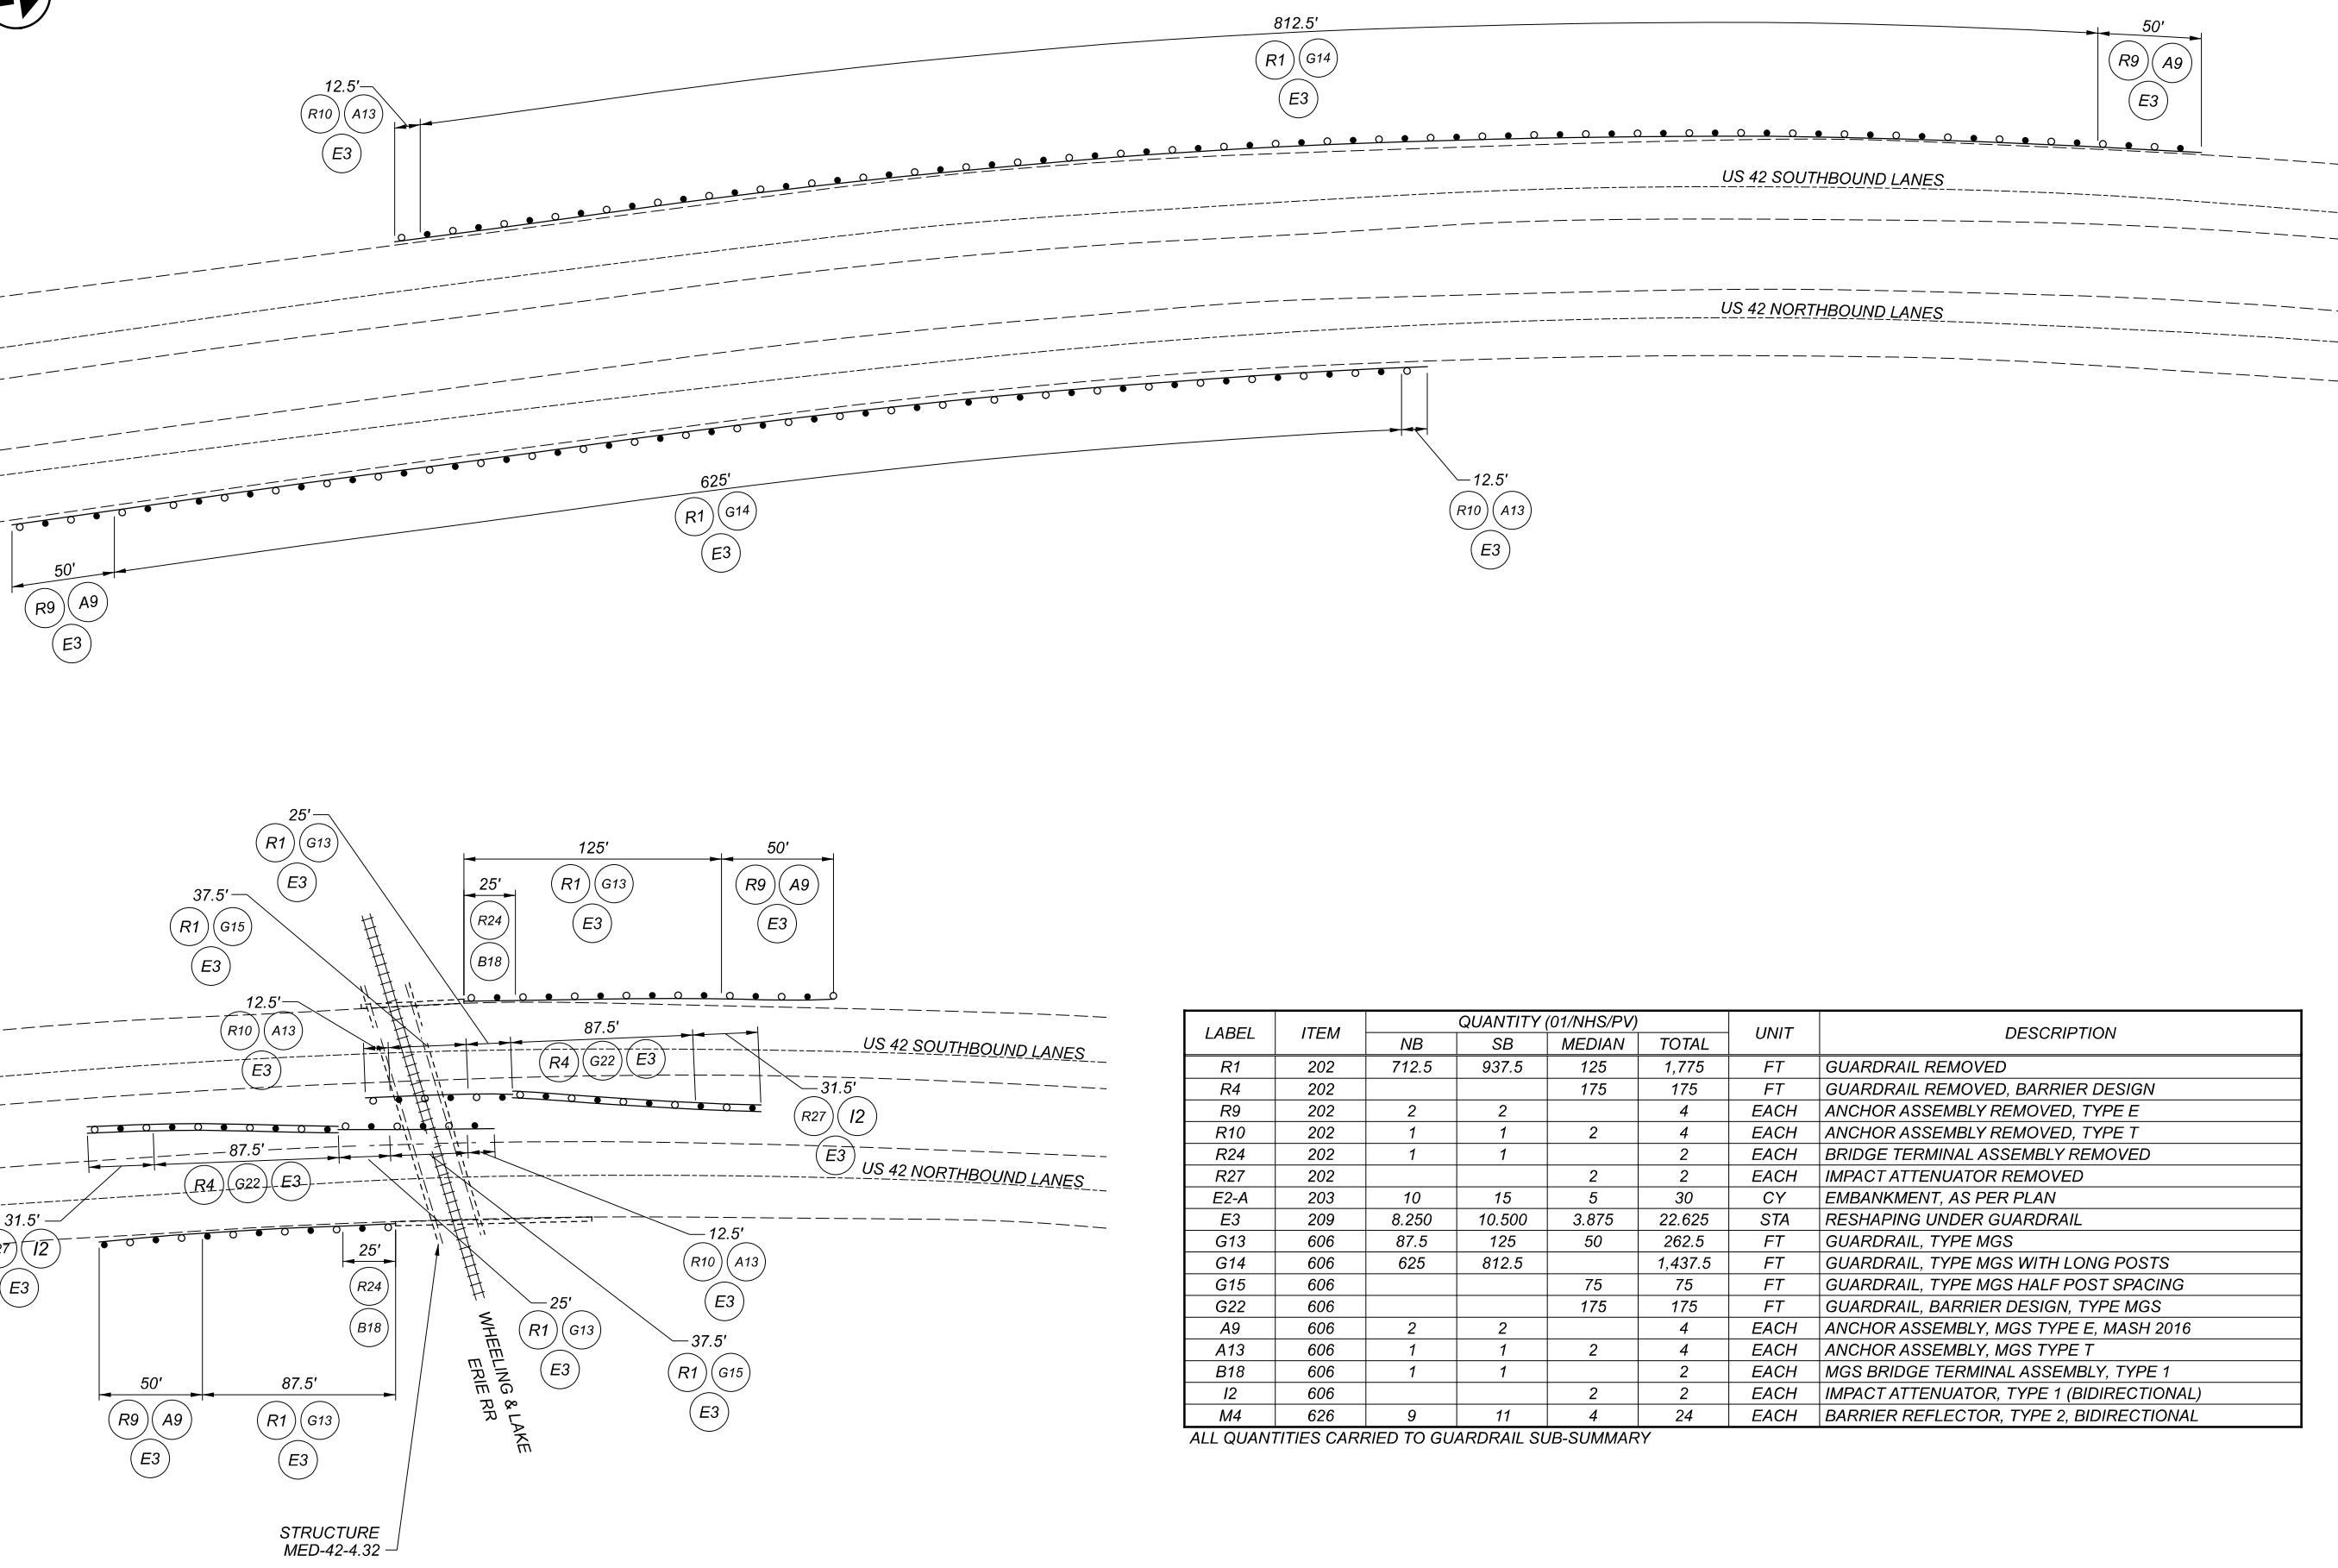 812.5'
R1 G14
E3
50'
R9 A9
E3
12.5'
R10 A13
E3
US 42 SOUTHBOUND LANES
US 42 NORTHBOUND LANES
625'
R1 G14
E3
12.5'
R10 A13
E3
50'
R9 A9
E3
25'
R1 G13
E3
37.5'
R1 G15
E3
12.5'
R10 A13
E3
125'
R1 G13
E3
50'
R9 A9
E3
25'
R24
B18
87.5'
R4 G22 E3
US 42 SOUTHBOUND LANES
31.5'
R27 I2
E3
87.5'
R4 G22 E3
US 42 NORTHBOUND LANES
31.5'
I2
E3
25'
R24
B18
12.5'
R10 A13
E3
25'
R1 G13
E3
37.5'
R1 G15
E3
50'
R9 A9
E3
87.5'
R1 G13
E3
WHEELING & LAKE
ERIE RR
STRUCTURE
MED-42-4.32
LABEL ITEM QUANTITY (01/NHS/PV) UNIT DESCRIPTION
NB SB MEDIAN TOTAL
R1 202 712.5 937.5 125 1,775 FT GUARDRAIL REMOVED
R4 202 175 175 FT GUARDRAIL REMOVED, BARRIER DESIGN
R9 202 2 2 4 EACH ANCHOR ASSEMBLY REMOVED, TYPE E
R10 202 1 1 2 4 EACH ANCHOR ASSEMBLY REMOVED, TYPE T
R24 202 1 1 2 EACH BRIDGE TERMINAL ASSEMBLY REMOVED
R27 202 2 2 EACH IMPACT ATTENUATOR REMOVED
E2-A 203 10 15 5 30 CY EMBANKMENT, AS PER PLAN
E3 209 8.250 10.500 3.875 22.625 STA RESHAPING UNDER GUARDRAIL
G13 606 87.5 125 50 262.5 FT GUARDRAIL, TYPE MGS
G14 606 625 812.5 1,437.5 FT GUARDRAIL, TYPE MGS WITH LONG POSTS
G15 606 75 75 FT GUARDRAIL, TYPE MGS HALF POST SPACING
G22 606 175 175 FT GUARDRAIL, BARRIER DESIGN, TYPE MGS
A9 606 2 2 4 EACH ANCHOR ASSEMBLY, MGS TYPE E, MASH 2016
A13 606 1 1 2 4 EACH ANCHOR ASSEMBLY, MGS TYPE T
B18 606 1 1 2 EACH MGS BRIDGE TERMINAL ASSEMBLY, TYPE 1
I2 606 2 2 EACH IMPACT ATTENUATOR, TYPE 1 (BIDIRECTIONAL)
M4 626 9 11 4 24 EACH BARRIER REFLECTOR, TYPE 2, BIDIRECTIONAL
ALL QUANTITIES CARRIED TO GUARDRAIL SUB-SUMMARY